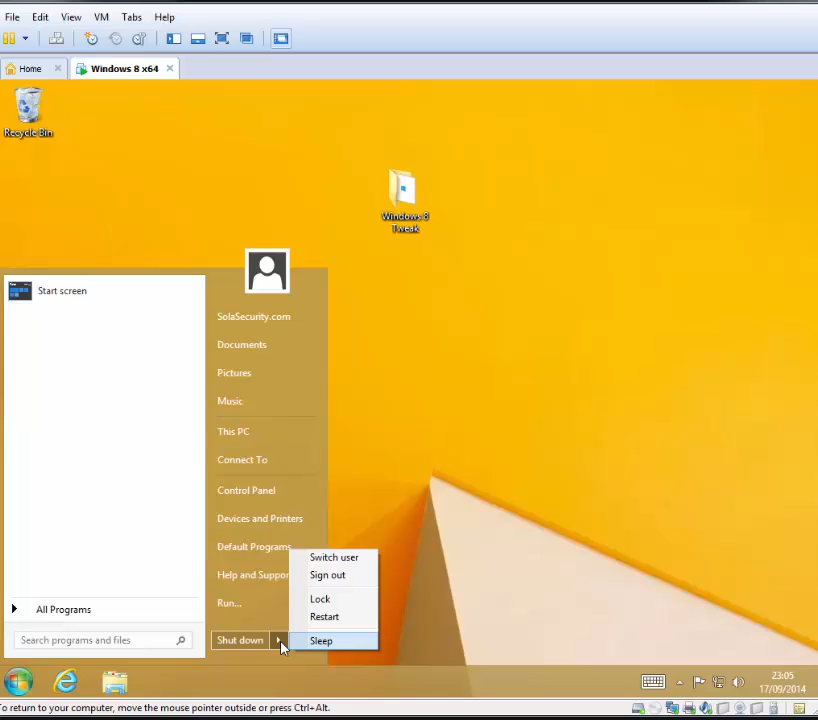 File Edit View VM Tabs Help
Home
Windows 8 x64
Recycle Bin
Windows 8
Tweak
Start screen
SolaSecurity.com
Documents
Pictures
Music
This PC
Connect To
Control Panel
Devices and Printers
Default Programs
Help and Suppor
Run...
Switch user
Sign out
Lock
Restart
Sleep
All Programs
Search programs and files
Shut down
23:05
17/09/2014
To return to your computer, move the mouse pointer outside or press Ctrl+Alt.